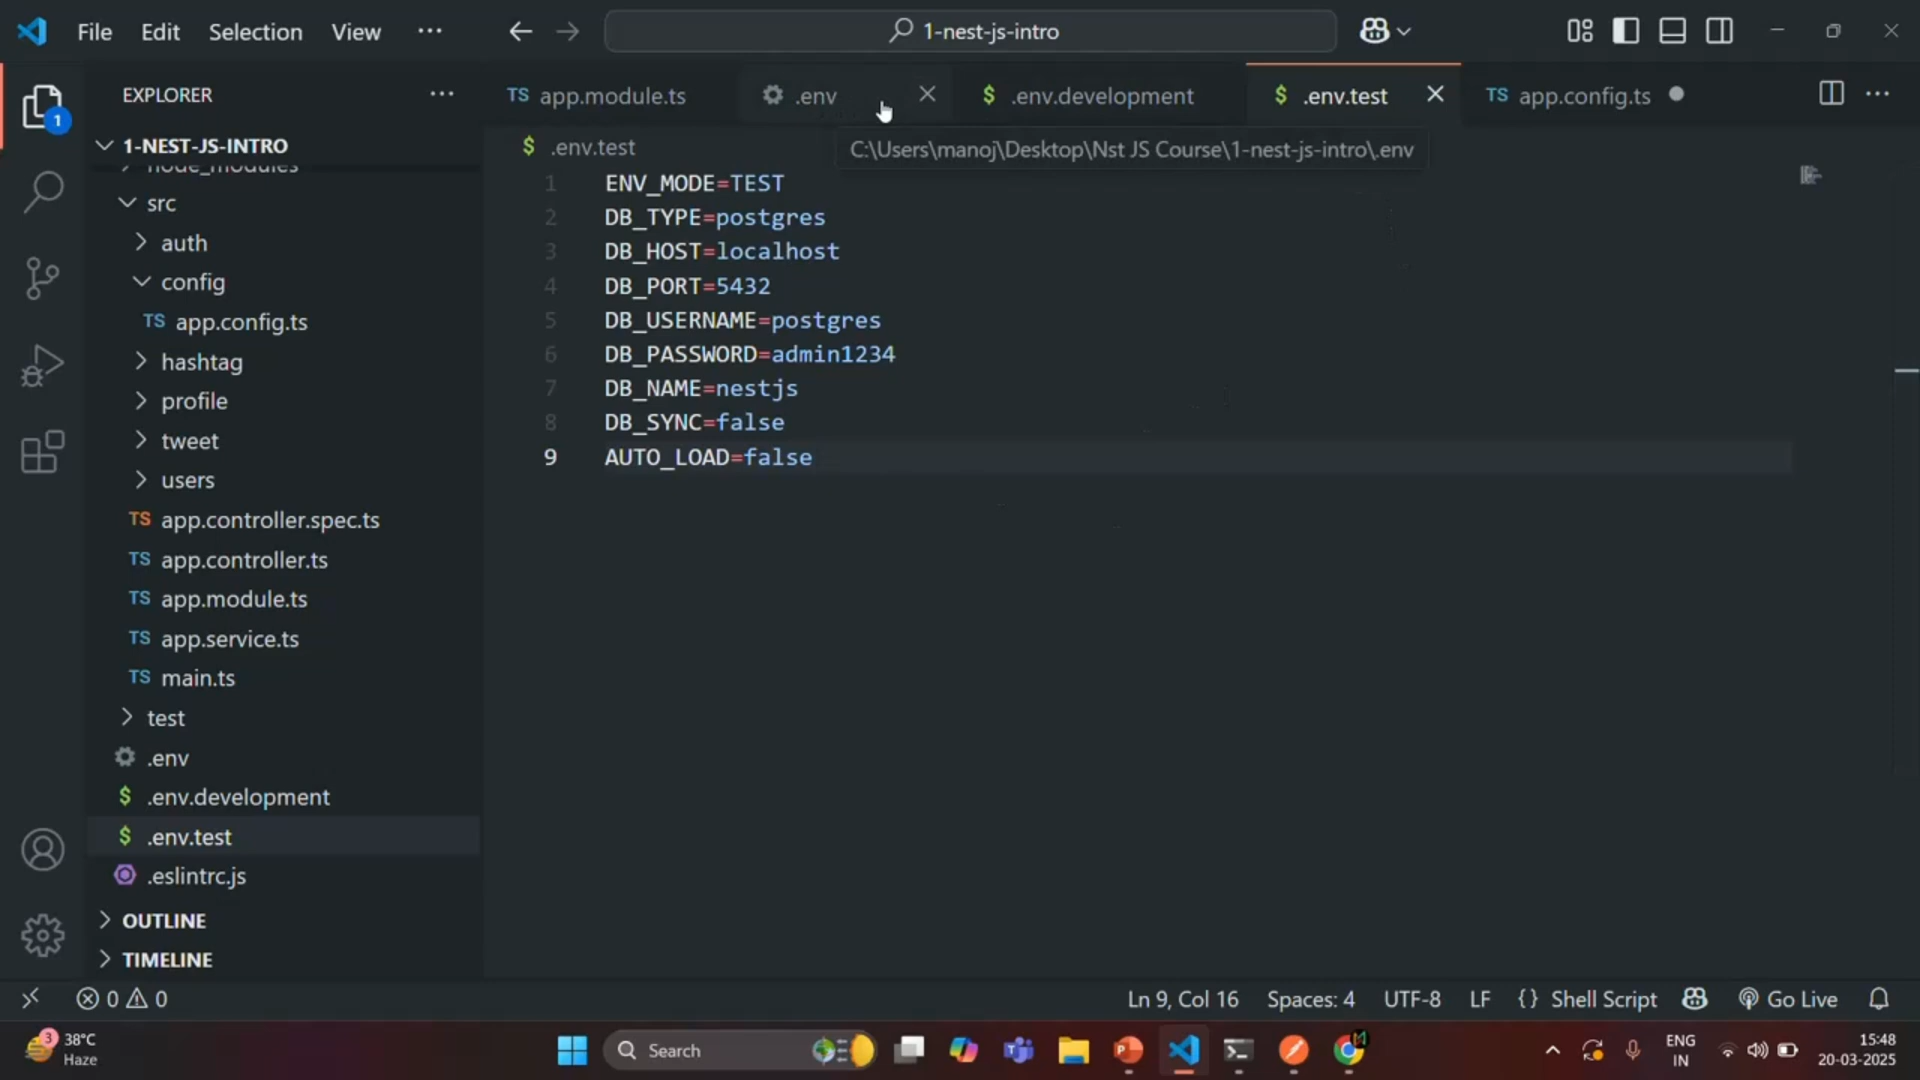 File Edit Selection View ··· 1-nest-js-intro
EXPLORER ···
TS app.module.ts .env $ .env.development $ .env.test TS app.config.ts
1
1-NEST-JS-INTRO
$ .env.test
C:\Users\manoj\Desktop\Nst JS Course\1-nest-js-intro\.env
node_modules
src
auth
config
TS app.config.ts
hashtag
profile
tweet
users
TS app.controller.spec.ts
TS app.controller.ts
TS app.module.ts
TS app.service.ts
TS main.ts
test
.env
$ .env.development
$ .env.test
.eslintrc.js
OUTLINE
TIMELINE
1 ENV_MODE=TEST
2 DB_TYPE=postgres
3 DB_HOST=localhost
4 DB_PORT=5432
5 DB_USERNAME=postgres
6 DB_PASSWORD=admin1234
7 DB_NAME=nestjs
8 DB_SYNC=false
9 AUTO_LOAD=false
0 0 Ln 9, Col 16 Spaces: 4 UTF-8 LF {} Shell Script Go Live
3 38°C
Haze
Search
ENG
IN
15:48
20-03-2025